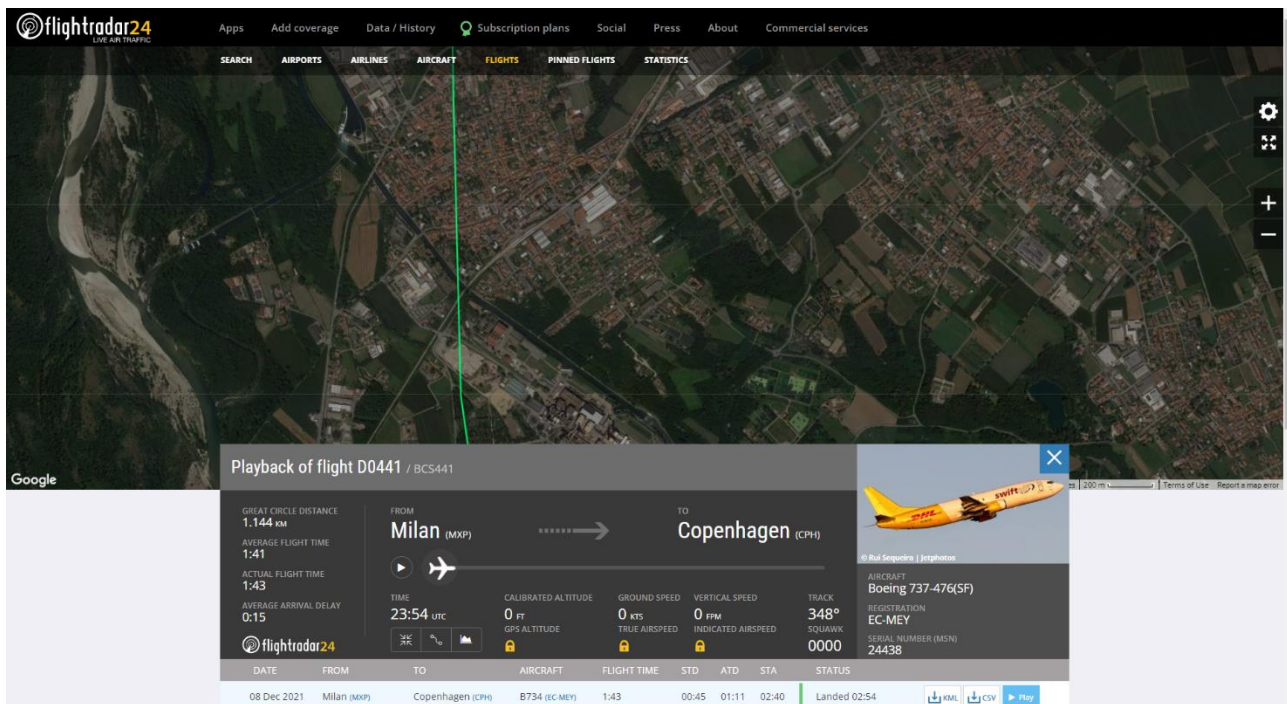 flightradar24
LIVE AIR TRAFFIC
Apps Add coverage Data / History Subscription plans Social Press About Commercial services
SEARCH AIRPORTS AIRLINES AIRCRAFT FLIGHTS PINNED FLIGHTS STATISTICS
Google
200 m Terms of Use Report a map error
Playback of flight D0441 / BCS441
GREAT CIRCLE DISTANCE
1.144 KM
AVERAGE FLIGHT TIME
1:41
ACTUAL FLIGHT TIME
1:43
AVERAGE ARRIVAL DELAY
0:15
flightradar24
FROM
Milan (MXP)
TO
Copenhagen (CPH)
TIME
23:54 UTC
CALIBRATED ALTITUDE
0 FT
GPS ALTITUDE
GROUND SPEED
0 KTS
TRUE AIRSPEED
VERTICAL SPEED
0 FPM
INDICATED AIRSPEED
TRACK
348°
SQUAWK
0000
swift
DHL
© Rui Sequeira | Jetphotos
AIRCRAFT
Boeing 737-476(SF)
REGISTRATION
EC-MEY
SERIAL NUMBER (MSN)
24438
DATE FROM TO AIRCRAFT FLIGHT TIME STD ATD STA STATUS
08 Dec 2021 Milan (MXP) Copenhagen (CPH) B734 (EC-MEY) 1:43 00:45 01:11 02:40 Landed 02:54 KML CSV Play